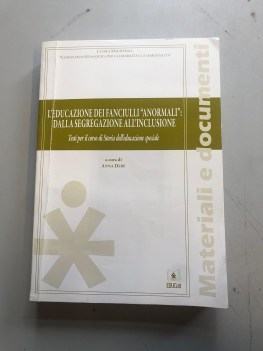 L'EDUCAZIONE DEI FANCIULLI "ANORMALI":
DALLA SEGREGAZIONE ALL'INCLUSIONE
Testi per il corso di Storia dell'educazione speciale
a cura di
ANNA DEBÈ
EDUCatt
Materiali e documenti